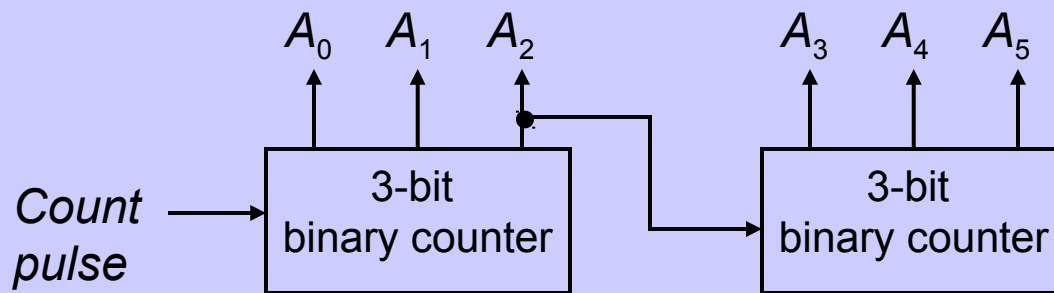 A₀ A₁ A₂ A₃ A₄ A₅
3-bit
binary counter
3-bit
binary counter
Count
pulse